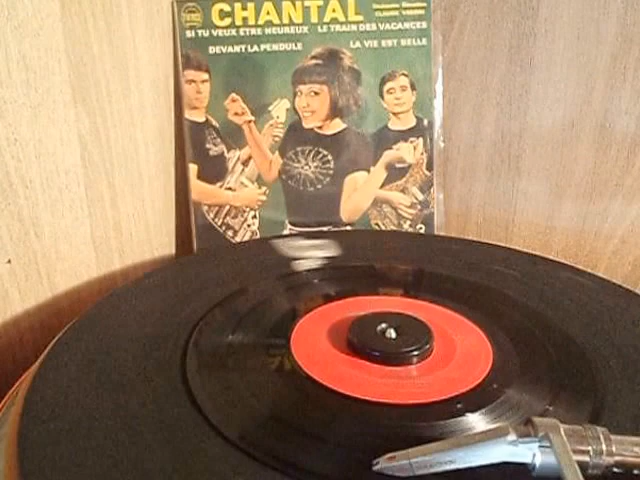 CHANTAL
SI TU VEUX ÊTRE HEUREUX LE TRAIN DES VACANCES
DEVANT LA PENDULE LA VIE EST BELLE